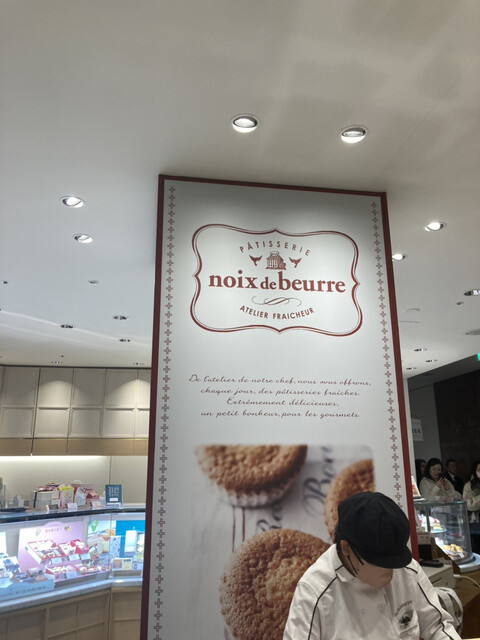 PÂTISSERIE
noix de beurre
ATELIER FRAICHEUR
De l'atelier de notre chef, nous vous offrons,
chaque jour, des pâtisseries fraîches.
Extrêmement délicieuses,
un petit bonheur, pour les gourmets.